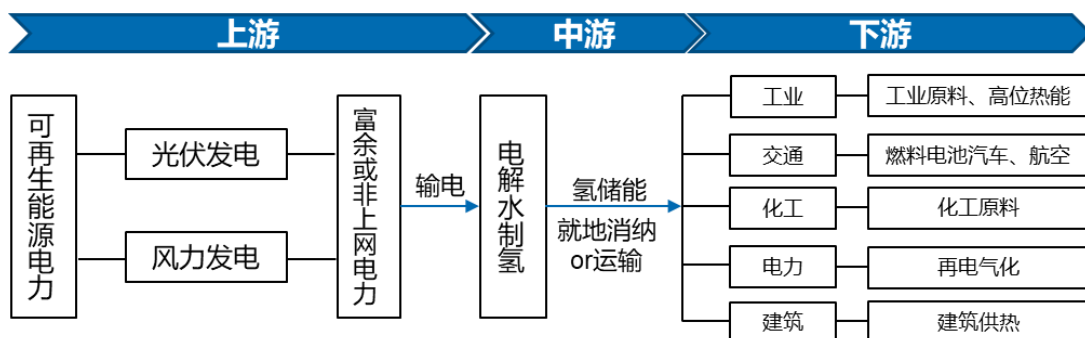 上游
中游
下游
可再生能源电力
光伏发电
风力发电
富余或非上网电力
输电
电解水制氢
氢储能
就地消纳
or运输
工业
工业原料、高位热能
交通
燃料电池汽车、航空
化工
化工原料
电力
再电气化
建筑
建筑供热